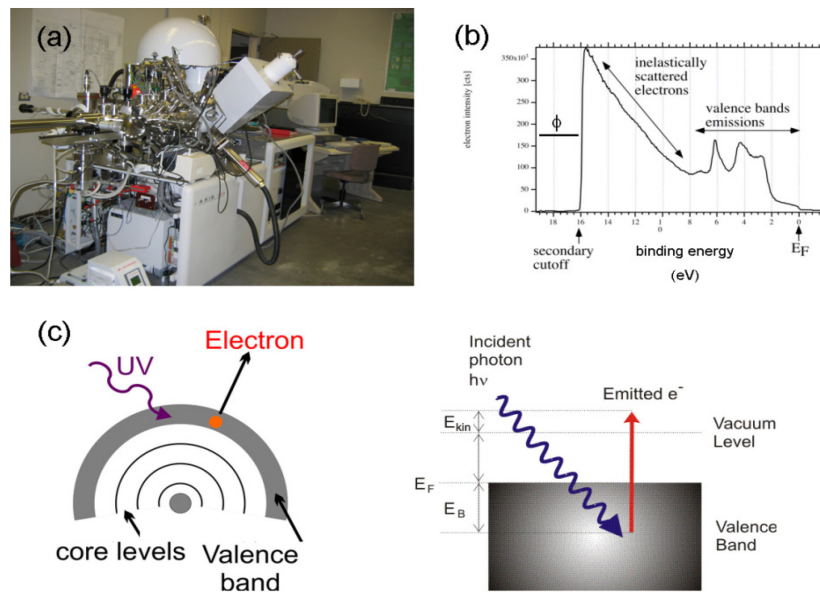 (a)
(b)
350x10³
300
250
200
150
100
50
0
electron intensity [cts]
ϕ
inelastically
scattered
electrons
valence bands
emissions
18 16 14 12 10 8 6 4 2 0
secondary
cutoff
binding energy
(eV)
E_F
(c)
UV
Electron
core levels
Valence
band
Incident
photon
hν
Emitted e⁻
E_kin
Vacuum
Level
E_F
E_B
Valence
Band